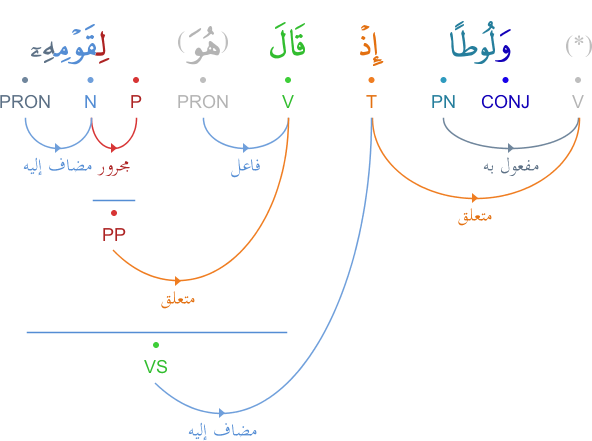 (*) وَلُوطًا إِذْ قَالَ (هُوَ) لِقَوْمِهِۦٓ
V CONJ PN T V PRON P N PRON
مفعول به فاعل مجرور مضاف إليه
متعلق
PP
متعلق
VS
مضاف إليه